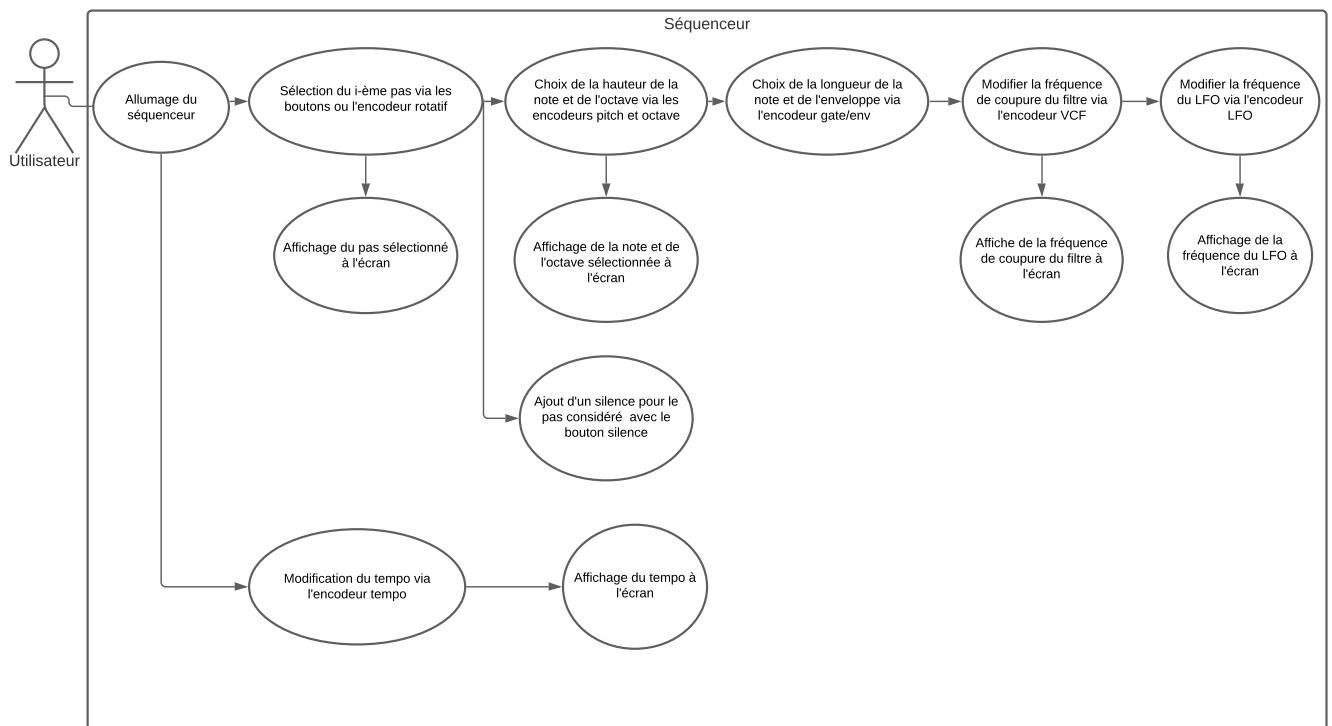 Séquenceur
Utilisateur
Allumage du
séquenceur
Sélection du i-ème pas via les
boutons ou l'encodeur rotatif
Choix de la hauteur de la
note et de l'octave via les
encodeurs pitch et octave
Choix de la longueur de la
note et de l'enveloppe via
l'encodeur gate/env
Modifier la fréquence
de coupure du filtre via
l'encodeur VCF
Modifier la fréquence
du LFO via l'encodeur
LFO
Affichage du pas sélectionné
à l'écran
Affichage de la note et de
l'octave sélectionnée à
l'écran
Affiche de la fréquence
de coupure du filtre à
l'écran
Affichage de la
fréquence du LFO à
l'écran
Ajout d'un silence pour le
pas considéré  avec le
bouton silence
Modification du tempo via
l'encodeur tempo
Affichage du tempo à
l'écran